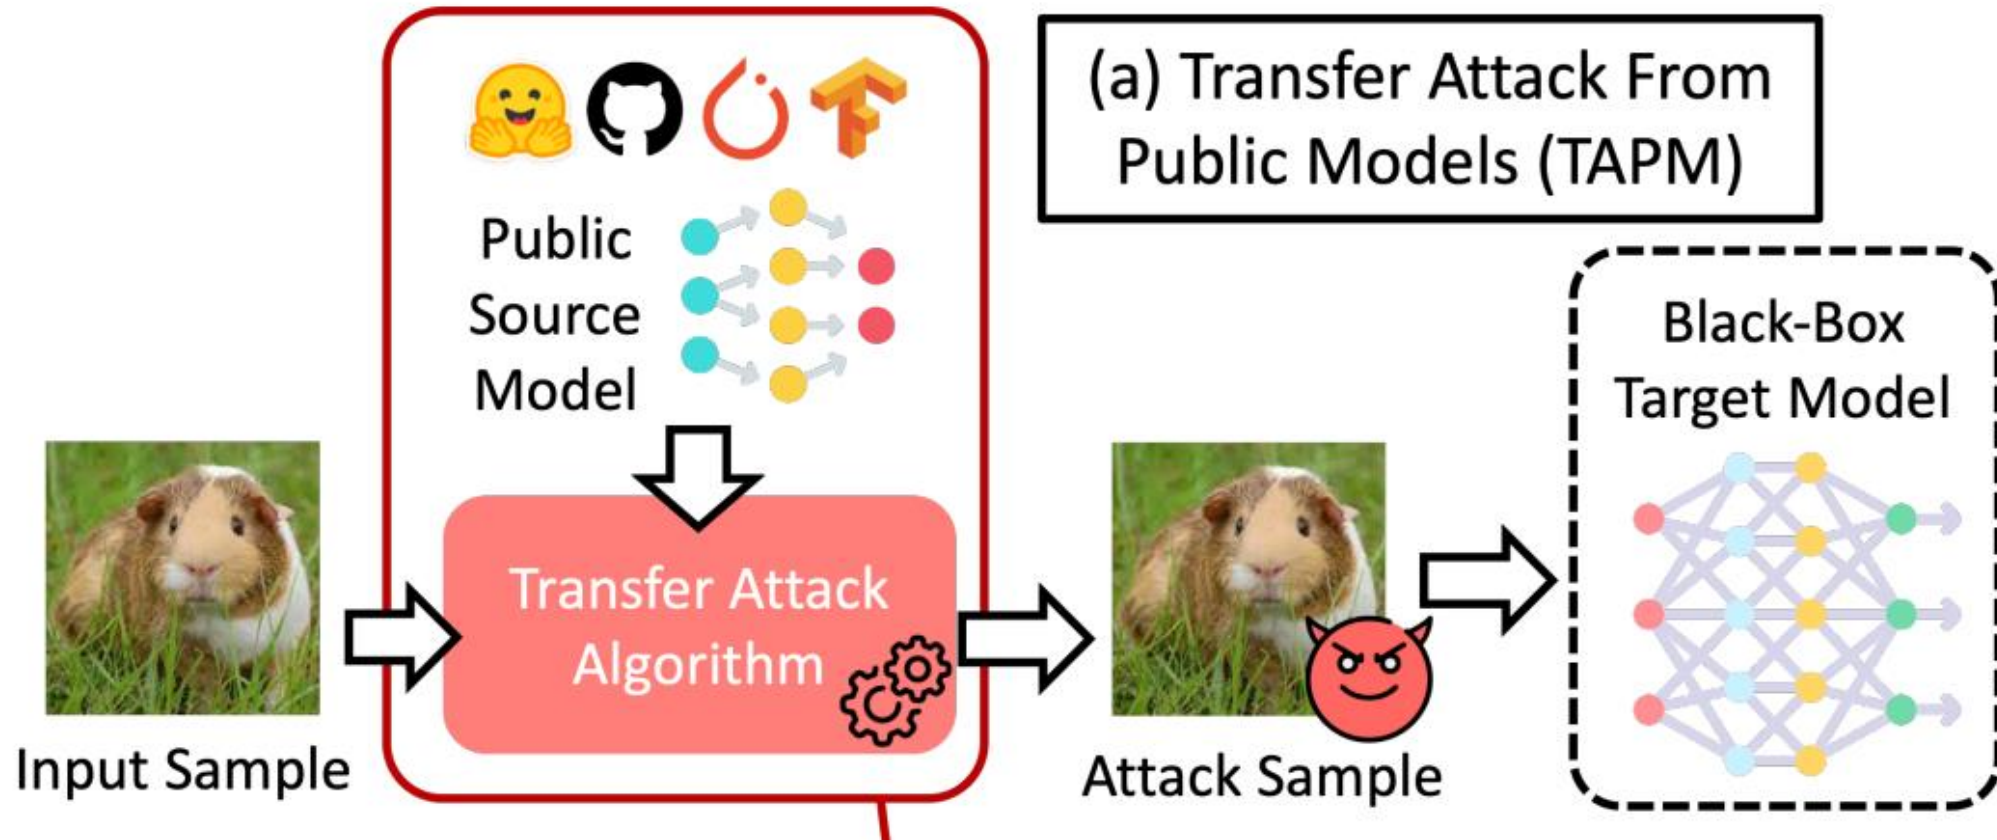 (a) Transfer Attack From
Public Models (TAPM)
Public
Source
Model
Transfer Attack
Algorithm
Input Sample
Attack Sample
Black-Box
Target Model